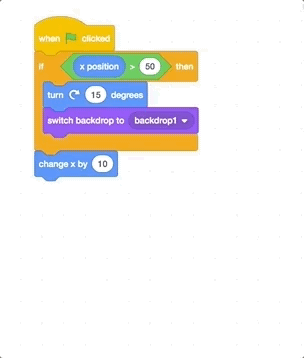 when clicked
if x position > 50 then
turn 15 degrees
switch backdrop to backdrop1
change x by 10